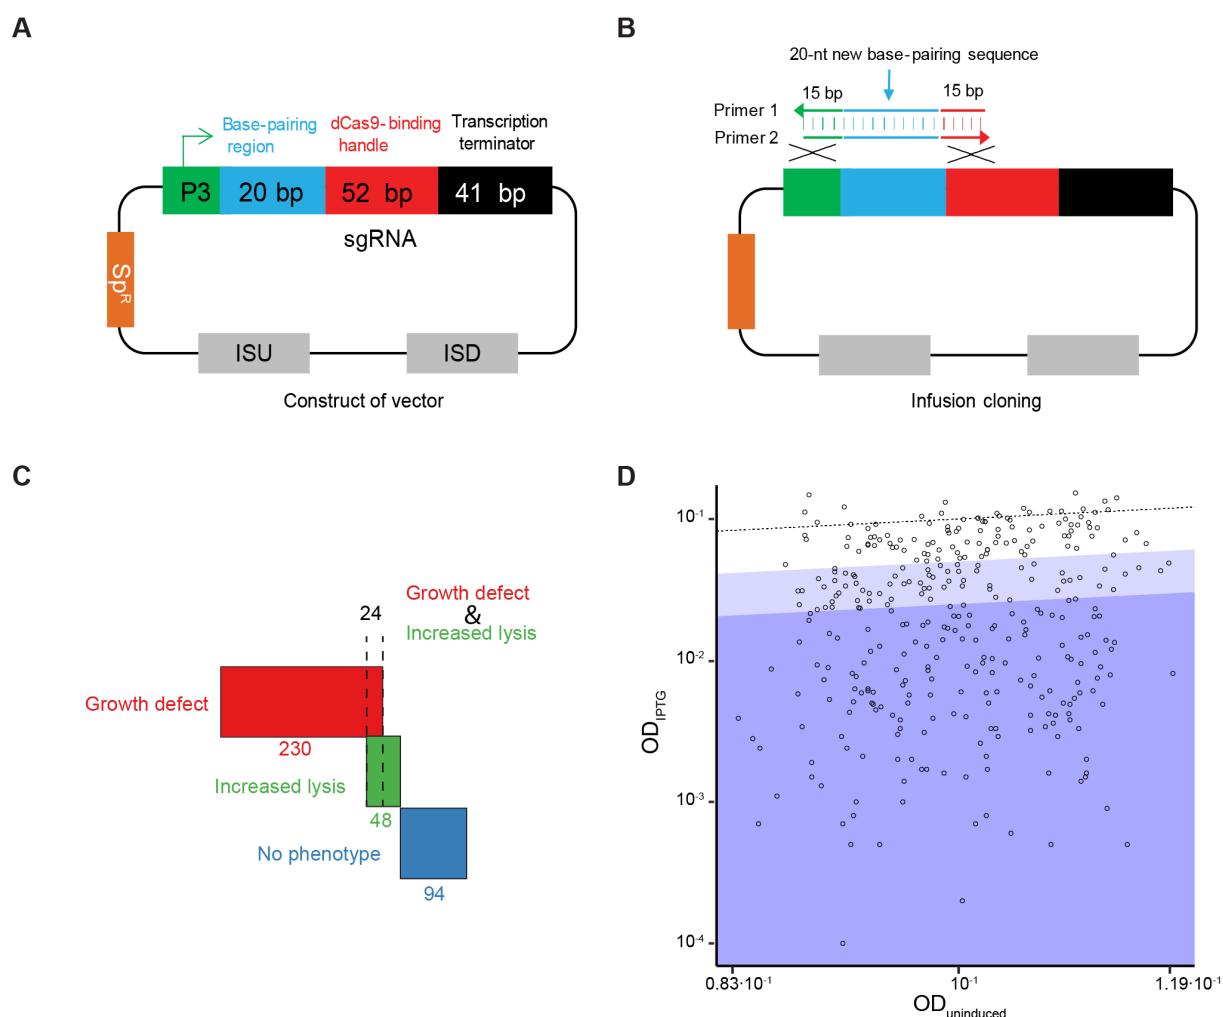 A
Base-pairing
region
dCas9-binding
handle
Transcription
terminator
P3
20 bp
52 bp
41 bp
sgRNA
SpR
ISU
ISD
Construct of vector
B
20-nt new base-pairing sequence
15 bp
15 bp
Primer 1
Primer 2
Infusion cloning
C
24
Growth defect
&
Increased lysis
Growth defect
230
Increased lysis
48
No phenotype
94
D
10-1
10-2
10-3
10-4
ODIPTG
0.83·10-1
10-1
1.19·10-1
ODuninduced